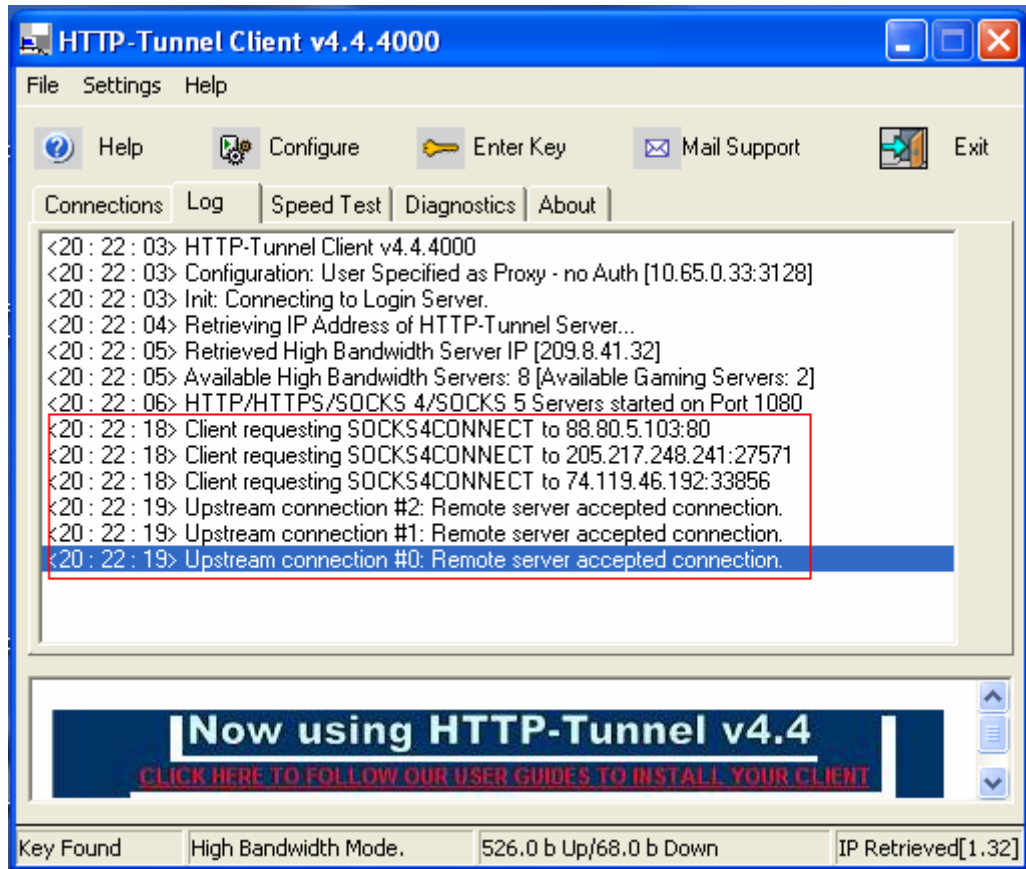 HTTP-Tunnel Client v4.4.4000
File Settings Help
Help Configure Enter Key Mail Support Exit
Connections Log Speed Test Diagnostics About
<20 : 22 : 03> HTTP-Tunnel Client v4.4.4000
<20 : 22 : 03> Configuration: User Specified as Proxy - no Auth [10.65.0.33:3128]
<20 : 22 : 03> Init: Connecting to Login Server.
<20 : 22 : 04> Retrieving IP Address of HTTP-Tunnel Server...
<20 : 22 : 05> Retrieved High Bandwidth Server IP [209.8.41.32]
<20 : 22 : 05> Available High Bandwidth Servers: 8 [Available Gaming Servers: 2]
<20 : 22 : 06> HTTP/HTTPS/SOCKS 4/SOCKS 5 Servers started on Port 1080
<20 : 22 : 18> Client requesting SOCKS4CONNECT to 88.80.5.103:80
<20 : 22 : 18> Client requesting SOCKS4CONNECT to 205.217.248.241:27571
<20 : 22 : 18> Client requesting SOCKS4CONNECT to 74.119.46.192:33856
<20 : 22 : 19> Upstream connection #2: Remote server accepted connection.
<20 : 22 : 19> Upstream connection #1: Remote server accepted connection.
<20 : 22 : 19> Upstream connection #0: Remote server accepted connection.
Now using HTTP-Tunnel v4.4
CLICK HERE TO FOLLOW OUR USER GUIDES TO INSTALL YOUR CLIENT
Key Found High Bandwidth Mode. 526.0 b Up/68.0 b Down IP Retrieved[1.32]